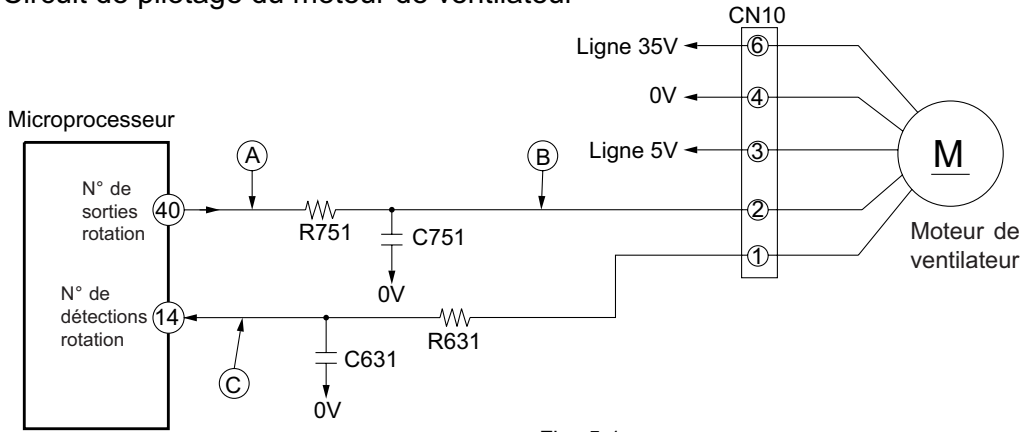 Circuit de pilotage du moteur de ventilateur
CN10
Ligne 35V
6
0V
4
Microprocesseur
Ligne 5V
3
M
A
B
N° de
sorties
rotation
40
R751
C751
2
Moteur de
ventilateur
1
0V
N° de
détections
rotation
14
R631
C631
C
0V